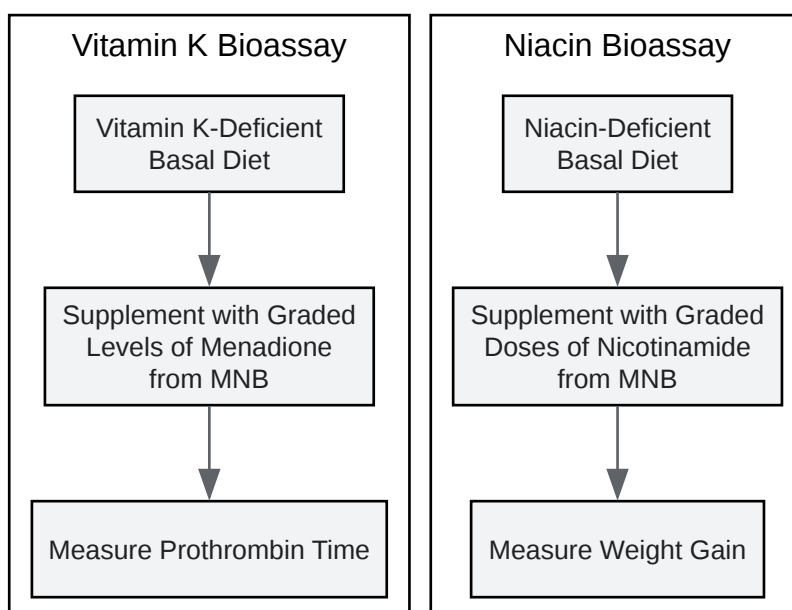 Vitamin K Bioassay
Vitamin K-Deficient
Basal Diet
Supplement with Graded
Levels of Menadione
from MNB
Measure Prothrombin Time
Niacin Bioassay
Niacin-Deficient
Basal Diet
Supplement with Graded
Doses of Nicotinamide
from MNB
Measure Weight Gain